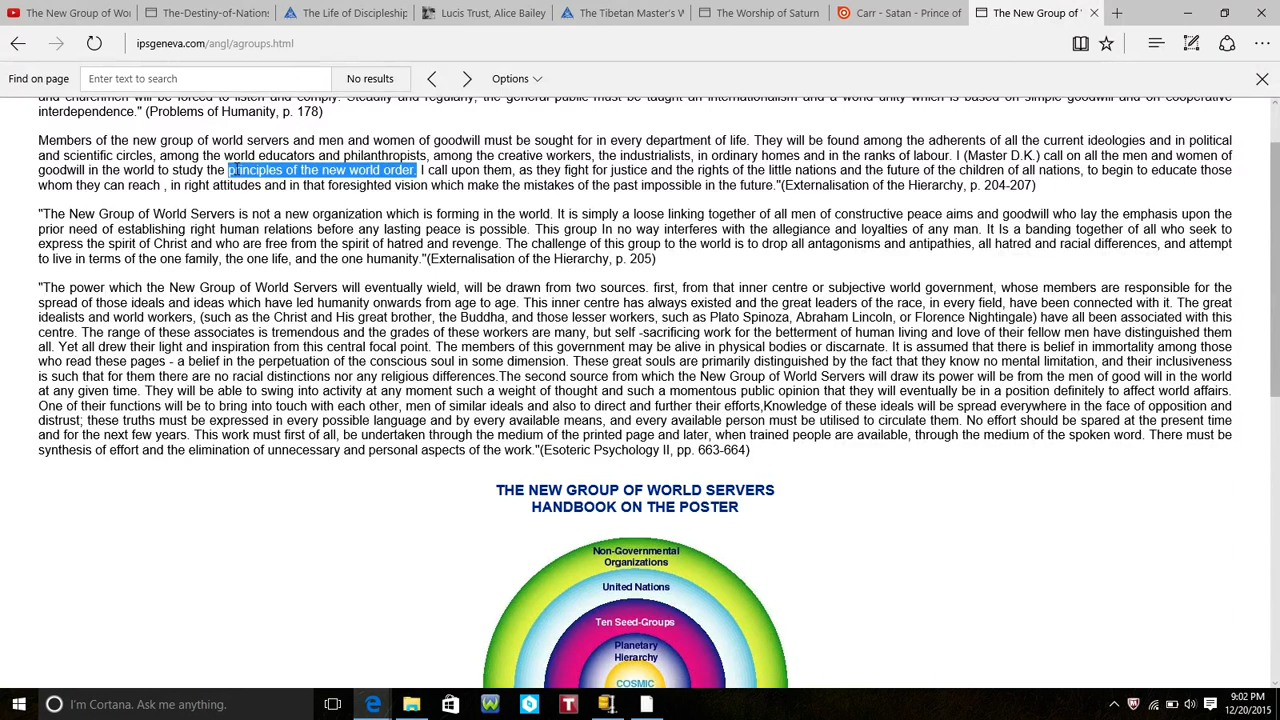 The New Group of Wor
The-Destiny-of-Nations
The Life of Discipleship
Lucis Trust, Alice Bailey
The Tibetan Master's W
The Worship of Saturn
Carr - Satan - Prince of
The New Group of
ipsgeneva.com/angl/agroups.html
Find on page
Enter text to search
No results
Options
and churchmen will be forced to listen and comply. Steadily and regularly, the general public must be taught an internationalism and a world unity which is based on simple goodwill and on cooperative
interdependence." (Problems of Humanity, p. 178)
Members of the new group of world servers and men and women of goodwill must be sought for in every department of life. They will be found among the adherents of all the current ideologies and in political
and scientific circles, among the world educators and philanthropists, among the creative workers, the industrialists, in ordinary homes and in the ranks of labour. I (Master D.K.) call on all the men and women of
goodwill in the world to study the principles of the new world order. I call upon them, as they fight for justice and the rights of the little nations and the future of the children of all nations, to begin to educate those
whom they can reach , in right attitudes and in that foresighted vision which make the mistakes of the past impossible in the future."(Externalisation of the Hierarchy, p. 204-207)
"The New Group of World Servers is not a new organization which is forming in the world. It is simply a loose linking together of all men of constructive peace aims and goodwill who lay the emphasis upon the
prior need of establishing right human relations before any lasting peace is possible. This group In no way interferes with the allegiance and loyalties of any man. It Is a banding together of all who seek to
express the spirit of Christ and who are free from the spirit of hatred and revenge. The challenge of this group to the world is to drop all antagonisms and antipathies, all hatred and racial differences, and attempt
to live in terms of the one family, the one life, and the one humanity."(Externalisation of the Hierarchy, p. 205)
"The power which the New Group of World Servers will eventually wield, will be drawn from two sources. first, from that inner centre or subjective world government, whose members are responsible for the
spread of those ideals and ideas which have led humanity onwards from age to age. This inner centre has always existed and the great leaders of the race, in every field, have been connected with it. The great
idealists and world workers, (such as the Christ and His great brother, the Buddha, and those lesser workers, such as Plato Spinoza, Abraham Lincoln, or Florence Nightingale) have all been associated with this
centre. The range of these associates is tremendous and the grades of these workers are many, but self -sacrificing work for the betterment of human living and love of their fellow men have distinguished them
all. Yet all drew their light and inspiration from this central focal point. The members of this government may be alive in physical bodies or discarnate. It is assumed that there is belief in immortality among those
who read these pages - a belief in the perpetuation of the conscious soul in some dimension. These great souls are primarily distinguished by the fact that they know no mental limitation, and their inclusiveness
is such that for them there are no racial distinctions nor any religious differences.The second source from which the New Group of World Servers will draw its power will be from the men of good will in the world
at any given time. They will be able to swing into activity at any moment such a weight of thought and such a momentous public opinion that they will eventually be in a position definitely to affect world affairs.
One of their functions will be to bring into touch with each other, men of similar ideals and also to direct and further their efforts,Knowledge of these ideals will be spread everywhere in the face of opposition and
distrust; these truths must be expressed in every possible language and by every available means, and every available person must be utilised to circulate them. No effort should be spared at the present time
and for the next few years. This work must first of all, be undertaken through the medium of the printed page and later, when trained people are available, through the medium of the spoken word. There must be
synthesis of effort and the elimination of unnecessary and personal aspects of the work."(Esoteric Psychology II, pp. 663-664)
THE NEW GROUP OF WORLD SERVERS
HANDBOOK ON THE POSTER
Non-Governmental
Organizations
United Nations
Ten Seed-Groups
Planetary
Hierarchy
COSMIC
I'm Cortana. Ask me anything.
9:02 PM
12/20/2015